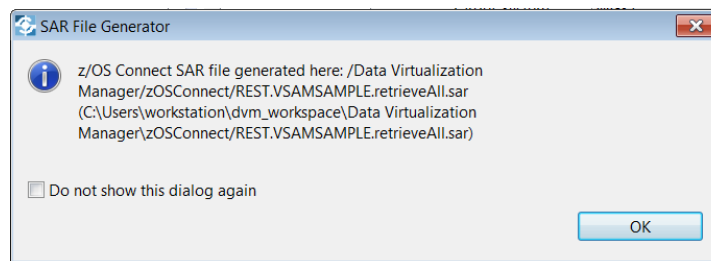 SAR File Generator
z/OS Connect SAR file generated here: /Data Virtualization
Manager/zOSConnect/REST.VSAMSAMPLE.retrieveAll.sar
(C:\Users\workstation\dvm_workspace\Data Virtualization
Manager\zOSConnect/REST.VSAMSAMPLE.retrieveAll.sar)
Do not show this dialog again
OK